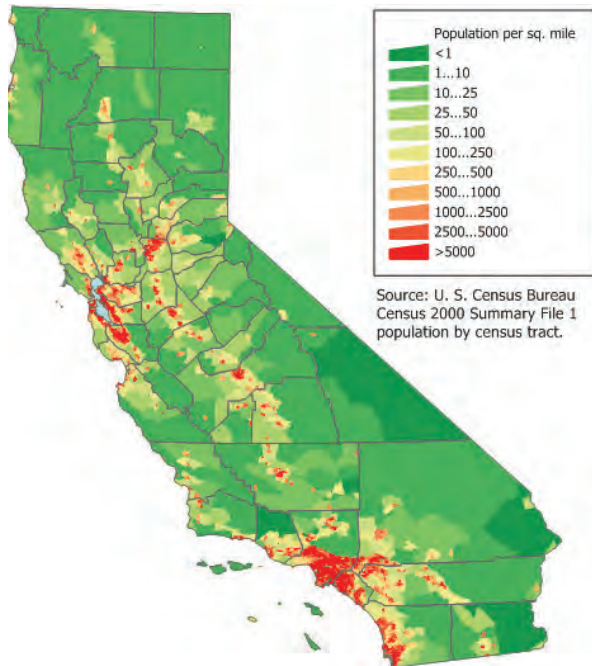 Population per sq. mile
<1
1...10
10...25
25...50
50...100
100...250
250...500
500...1000
1000...2500
2500...5000
>5000
Source: U. S. Census Bureau
Census 2000 Summary File 1
population by census tract.